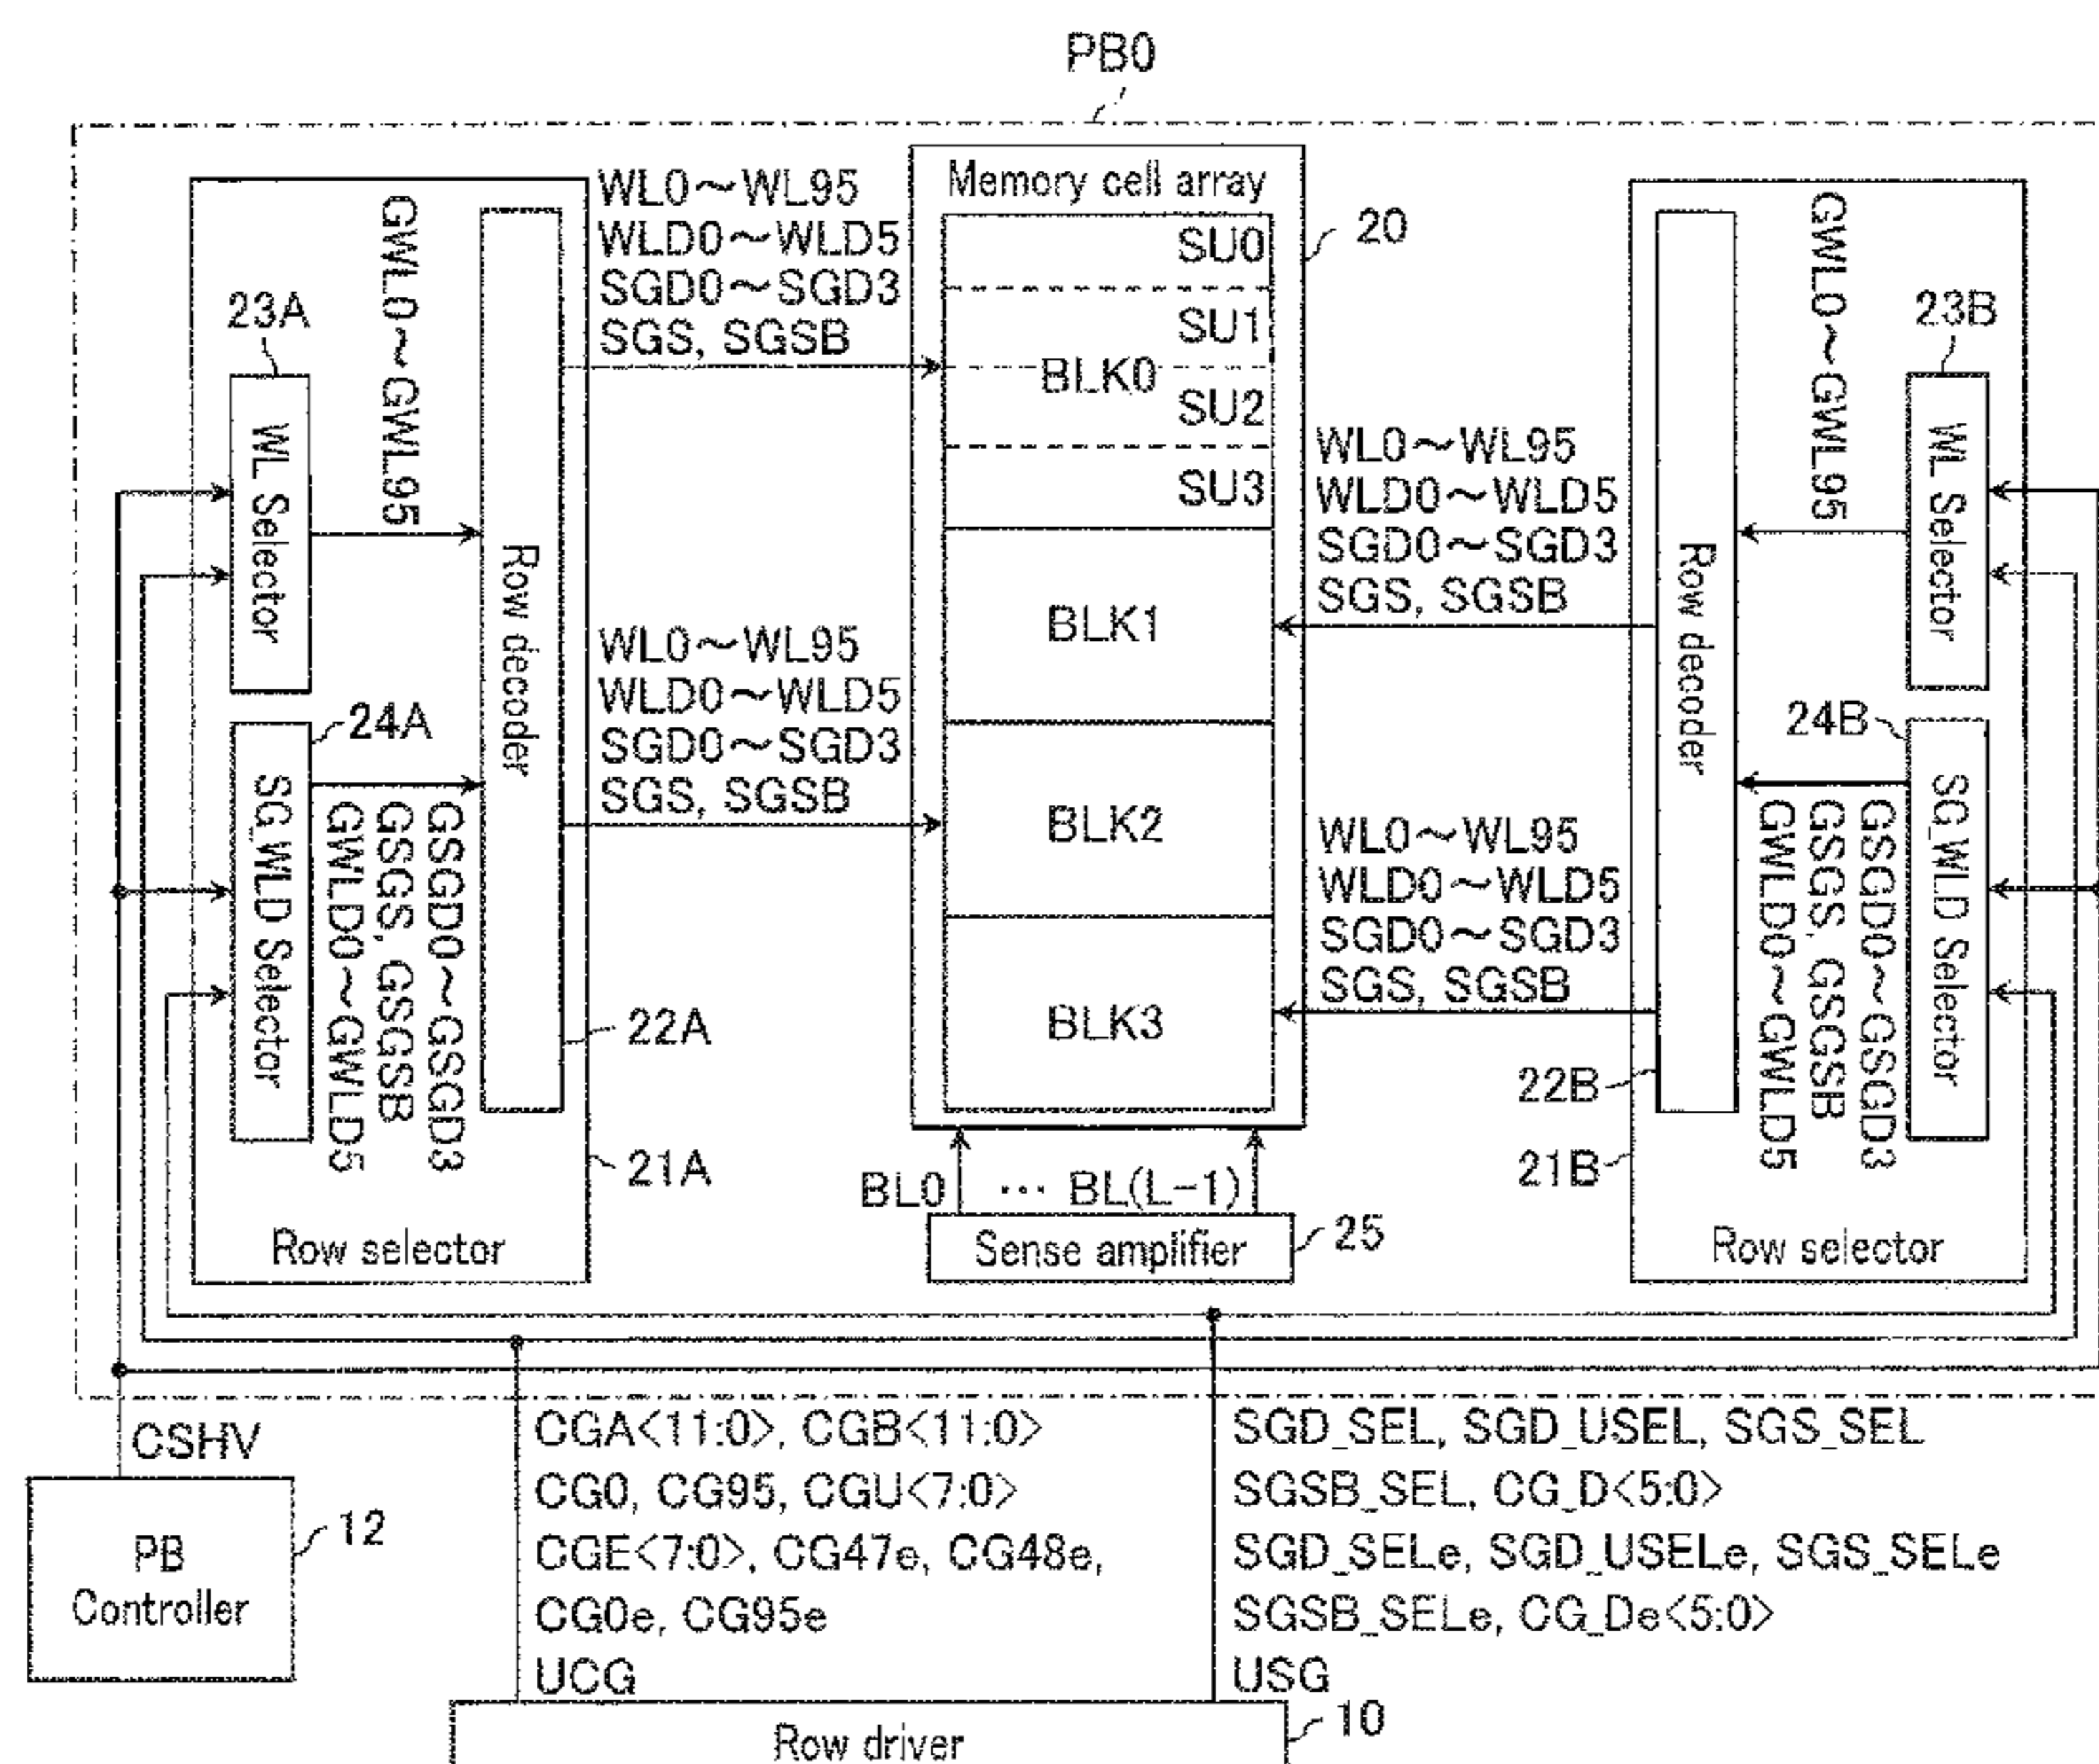 PB0
Memory cell array
20
SU0
SU1
BLK0
SU2
SU3
BLK1
BLK2
BLK3
WL0~WL95
WLD0~WLD5
SGD0~SGD3
SGS, SGSB
WL0~WL95
WLD0~WLD5
SGD0~SGD3
SGS, SGSB
WL0~WL95
WLD0~WLD5
SGD0~SGD3
SGS, SGSB
WL0~WL95
WLD0~WLD5
SGD0~SGD3
SGS, SGSB
23A
WL Selector
GWL0~GWL95
Row decoder
24A
SG_WLD Selector
GSGD0~GSGD3
GSGS, GSGSB
GWLD0~GWLD5
22A
21A
Row selector
23B
WL Selector
GWL0~GWL95
Row decoder
24B
SG_WLD Selector
GSGD0~GSGD3
GSGS, GSGSB
GWLD0~GWLD5
22B
21B
Row selector
BL0 ... BL(L-1)
Sense amplifier
25
CSHV
PB
Controller
12
CGA<11:0>, CGB<11:0>
CG0, CG95, CGU<7:0>
CGE<7:0>, CG47e, CG48e,
CG0e, CG95e
UCG
SGD_SEL, SGD_USEL, SGS_SEL
SGSB_SEL, CG_D<5:0>
SGD_SELe, SGD_USELe, SGS_SELe
SGSB_SELe, CG_De<5:0>
USG
Row driver
10